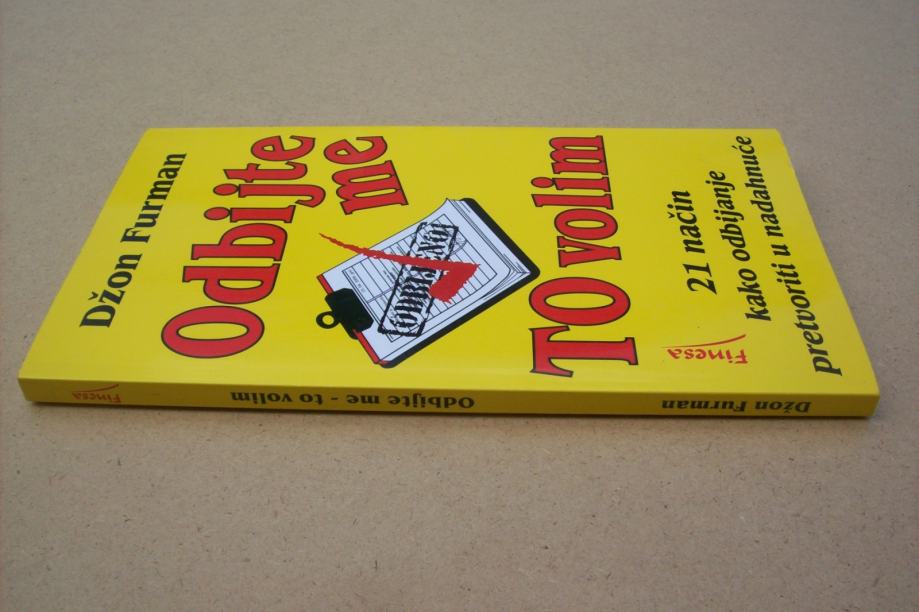 Džon Furman
Odbijte
me
ODBIJENO
TO volim
21 način
kako odbijanje
pretvoriti u nadahnuće
Finesa
Džon Furman
Odbijte me - to volim
Finesa